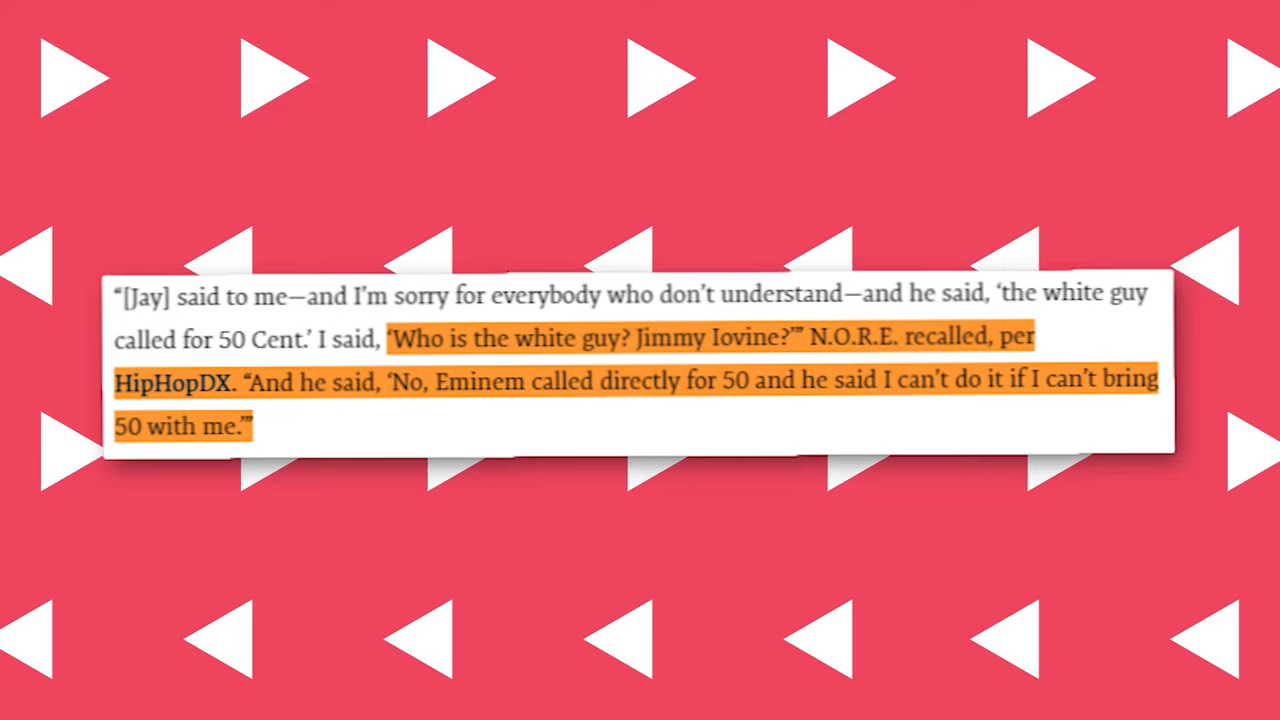 “[Jay] said to me—and I’m sorry for everybody who don’t understand—and he said, ‘the white guy
called for 50 Cent.’ I said, ‘Who is the white guy? Jimmy Iovine?’” N.O.R.E. recalled, per
HipHopDX. “And he said, ‘No, Eminem called directly for 50 and he said I can’t do it if I can’t bring
50 with me.’”